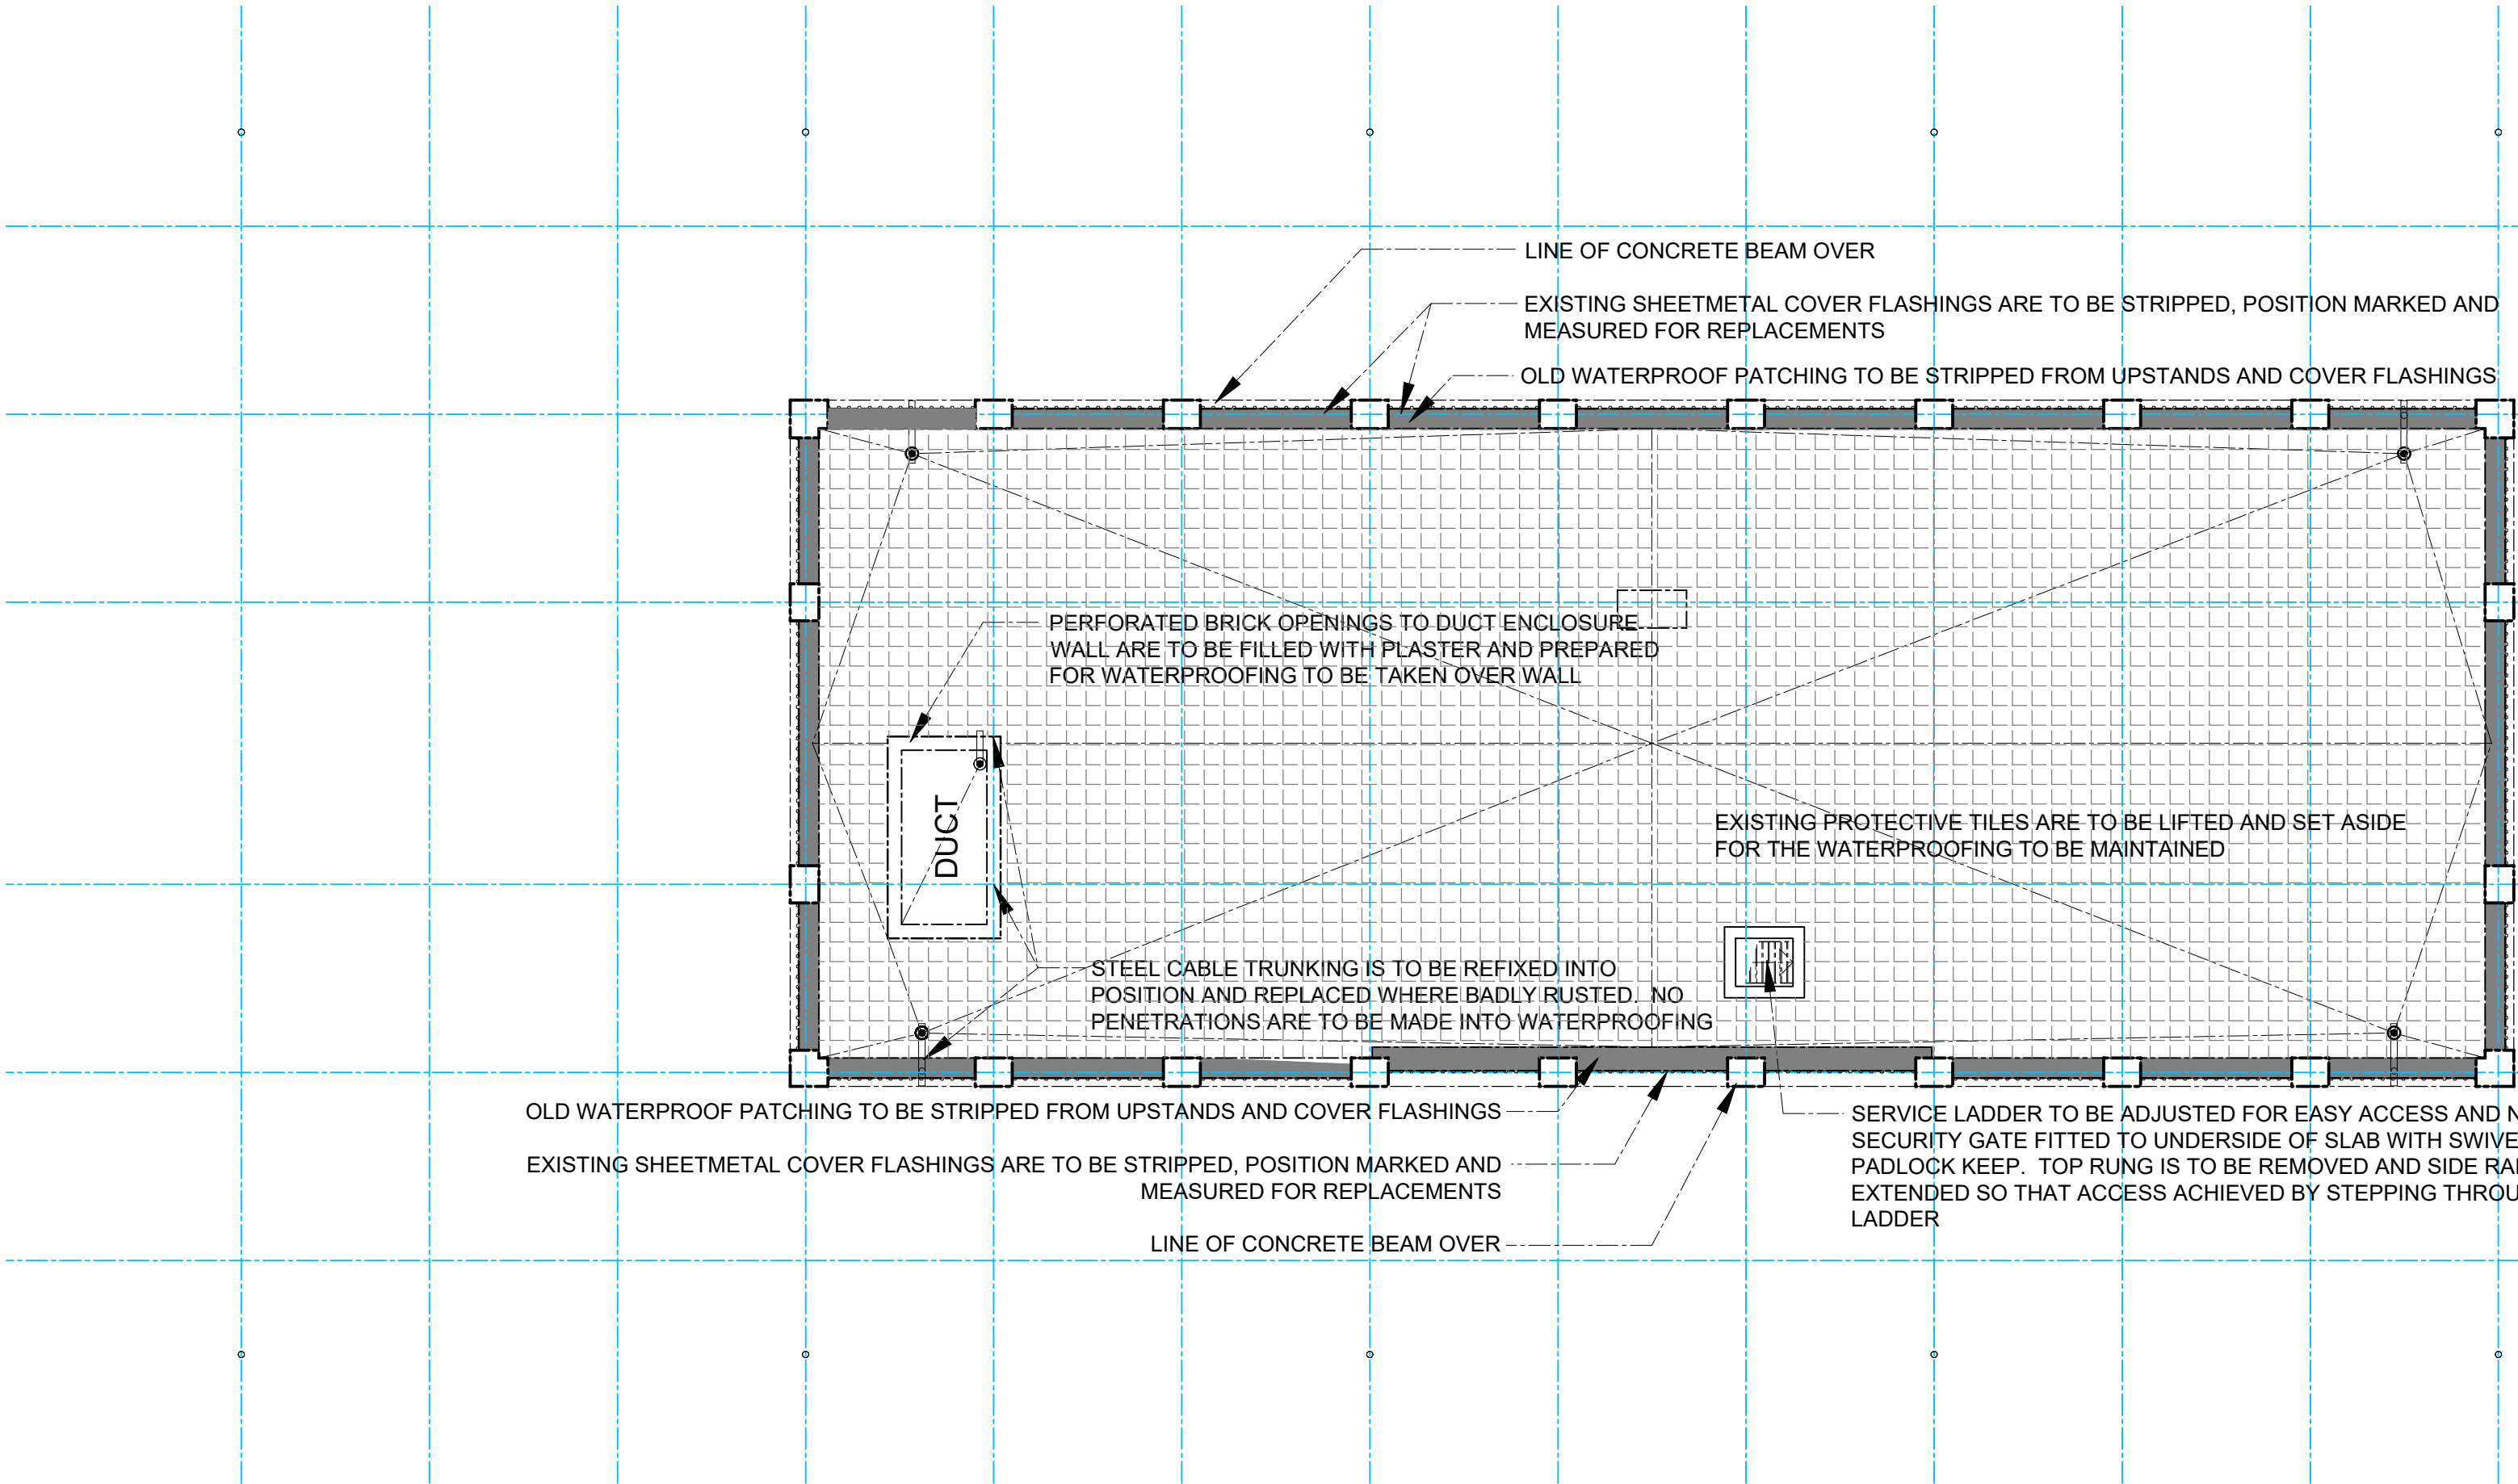 LINE OF CONCRETE BEAM OVER
EXISTING SHEETMETAL COVER FLASHINGS ARE TO BE STRIPPED, POSITION MARKED AND
MEASURED FOR REPLACEMENTS
OLD WATERPROOF PATCHING TO BE STRIPPED FROM UPSTANDS AND COVER FLASHINGS
PERFORATED BRICK OPENINGS TO DUCT ENCLOSURE
WALL ARE TO BE FILLED WITH PLASTER AND PREPARED
FOR WATERPROOFING TO BE TAKEN OVER WALL
DUCT
EXISTING PROTECTIVE TILES ARE TO BE LIFTED AND SET ASIDE
FOR THE WATERPROOFING TO BE MAINTAINED
STEEL CABLE TRUNKING IS TO BE REFIXED INTO
POSITION AND REPLACED WHERE BADLY RUSTED. NO
PENETRATIONS ARE TO BE MADE INTO WATERPROOFING
OLD WATERPROOF PATCHING TO BE STRIPPED FROM UPSTANDS AND COVER FLASHINGS
EXISTING SHEETMETAL COVER FLASHINGS ARE TO BE STRIPPED, POSITION MARKED AND
MEASURED FOR REPLACEMENTS
LINE OF CONCRETE BEAM OVER
SERVICE LADDER TO BE ADJUSTED FOR EASY ACCESS AND
SECURITY GATE FITTED TO UNDERSIDE OF SLAB WITH
PADLOCK KEEP. TOP RUNG IS TO BE REMOVED AND SIDE
EXTENDED SO THAT ACCESS ACHIEVED BY STEPPING
LADDER